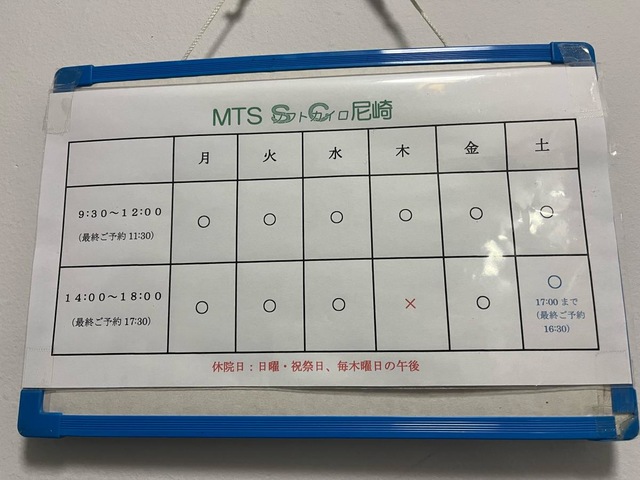 MTS ソフトカイロ 尼崎
月 火 水 木 金 土
9:30～12:00 ○ ○ ○ ○ ○ ○
(最終ご予約 11:30)
14:00～18:00 ○ ○ ○ × ○ ○
(最終ご予約 17:30)
17:00 まで
(最終ご予約
16:30)
休院日：日曜・祝祭日、毎木曜日の午後